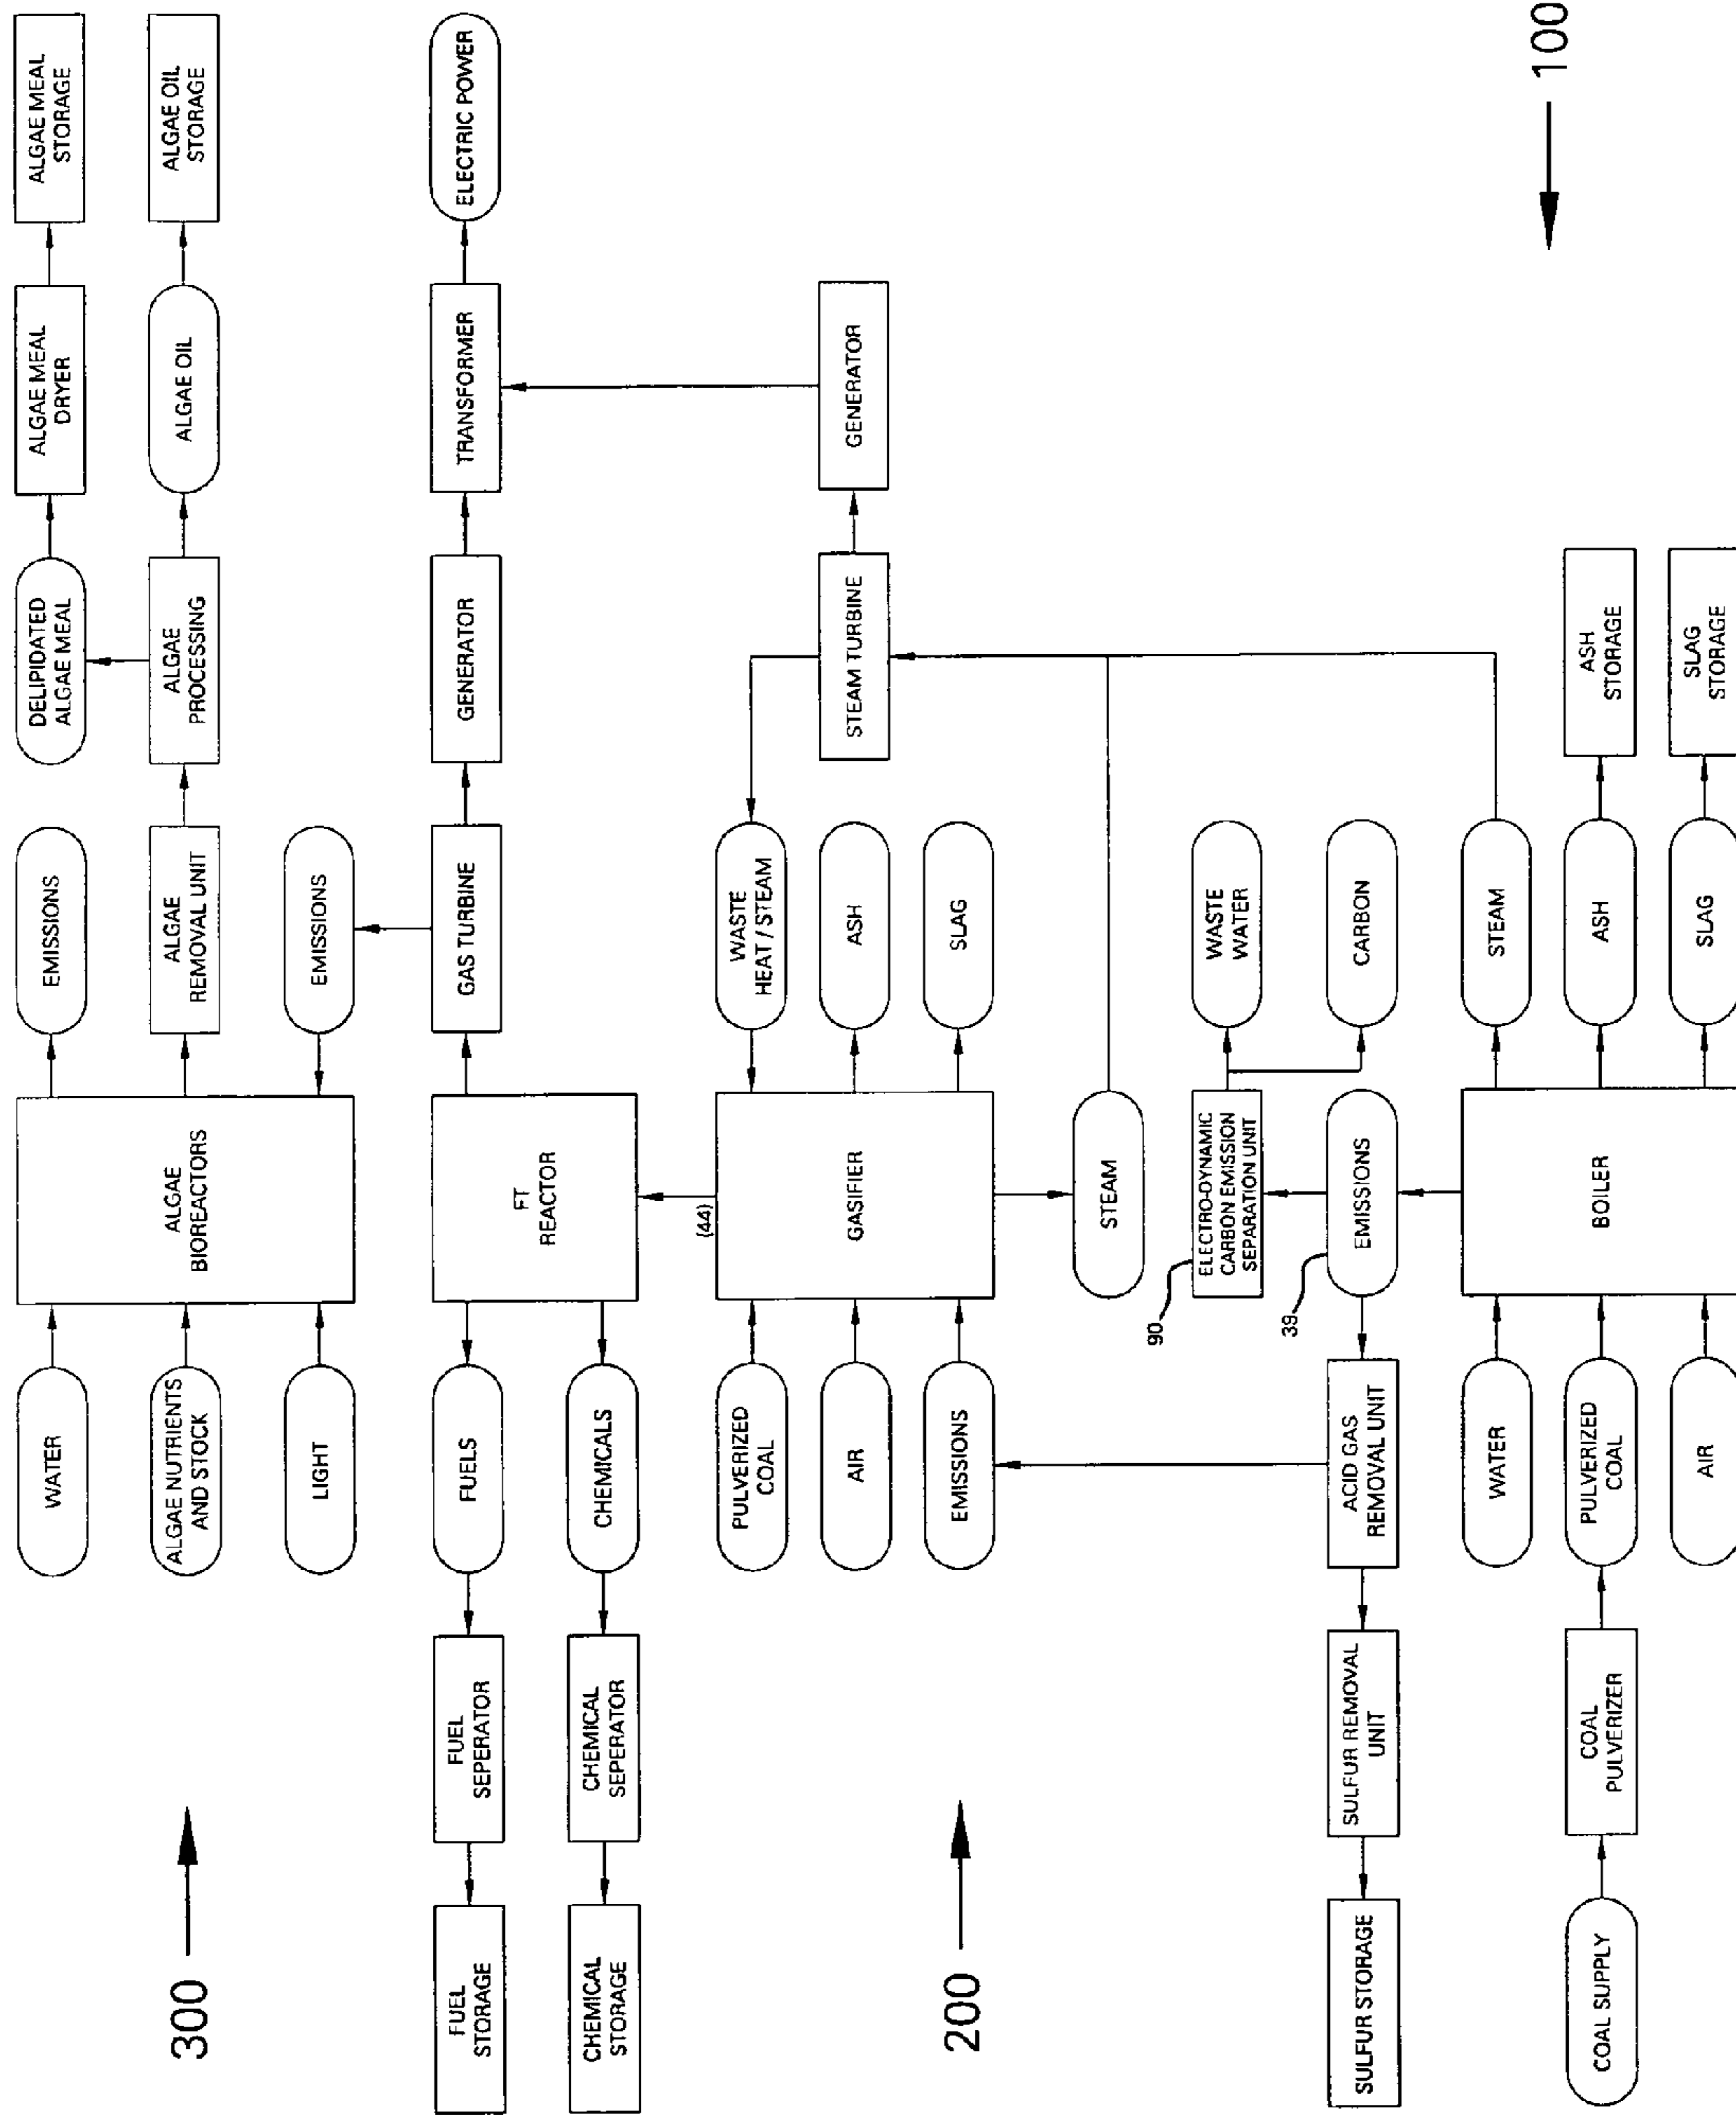 WATER
EMISSIONS
DELIPIDATED
ALGAE MEAL
ALGAE MEAL
DRYER
ALGAE MEAL
STORAGE
300
ALGAE NUTRIENTS
AND STOCK
ALGAE
BIOREACTORS
ALGAE
REMOVAL UNIT
ALGAE
PROCESSING
ALGAE OIL
ALGAE OIL
STORAGE
LIGHT
EMISSIONS
FUEL
STORAGE
FUEL
SEPERATOR
FUELS
FT
REACTOR
GAS TURBINE
GENERATOR
TRANSFORMER
ELECTRIC POWER
CHEMICAL
STORAGE
CHEMICAL
SEPERATOR
CHEMICALS
(44)
PULVERIZED
COAL
WASTE
HEAT / STEAM
AIR
GASIFIER
ASH
STEAM TURBINE
GENERATOR
200
EMISSIONS
SLAG
STEAM
90
ELECTRO-DYNAMIC
CARBON EMISSION
SEPARATION UNIT
WASTE
WATER
39
SULFUR STORAGE
SULFUR REMOVAL
UNIT
ACID GAS
REMOVAL UNIT
EMISSIONS
CARBON
WATER
STEAM
100
COAL SUPPLY
COAL
PULVERIZER
PULVERIZED
COAL
BOILER
ASH
ASH
STORAGE
AIR
SLAG
SLAG
STORAGE